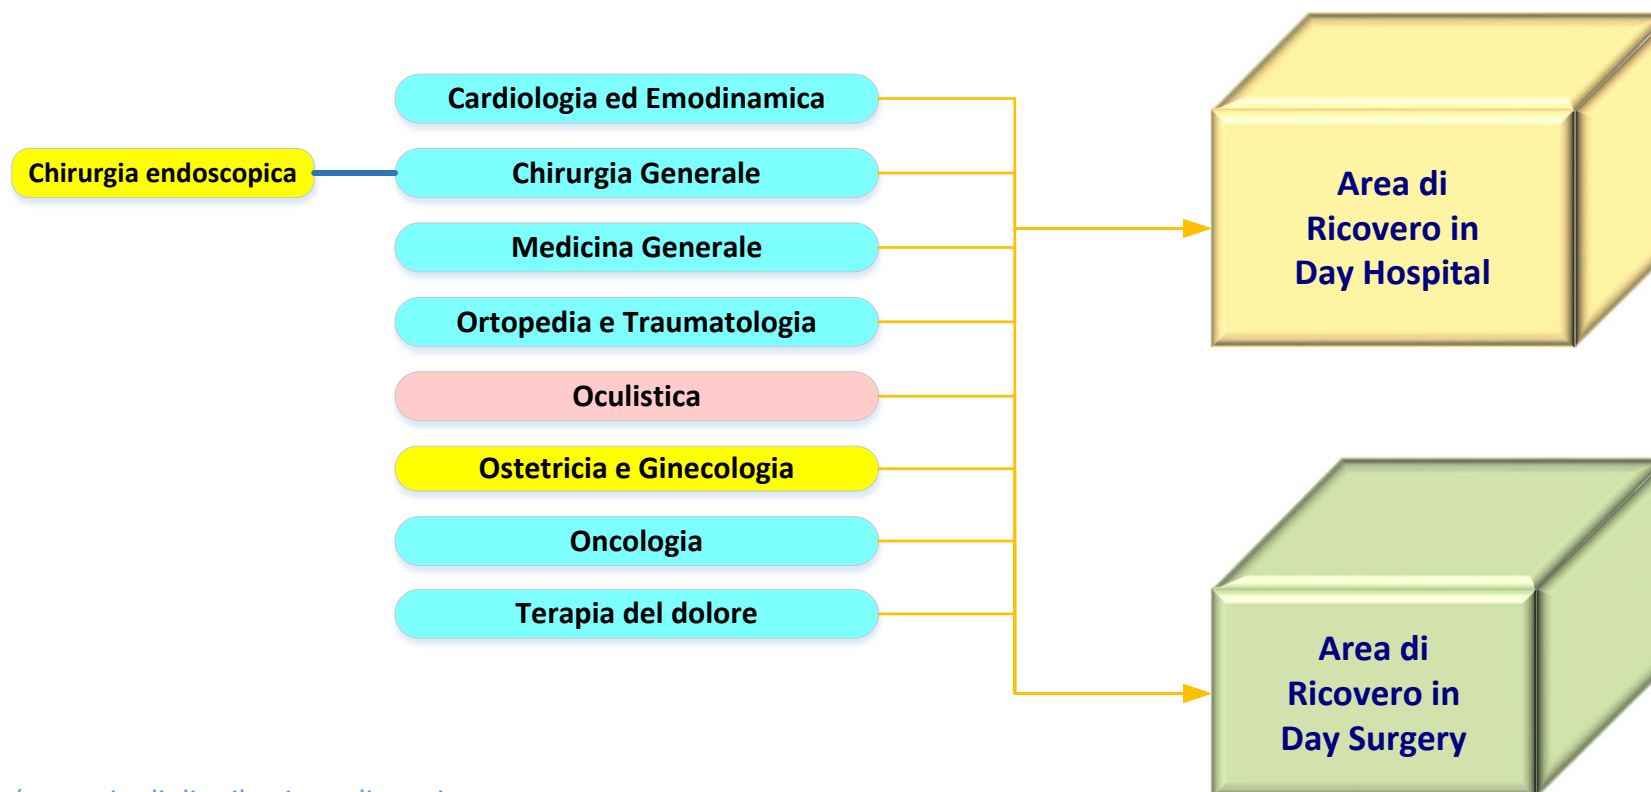 Cardiologia ed Emodinamica
Chirurgia endoscopica
Chirurgia Generale
Medicina Generale
Ortopedia e Traumatologia
Oculistica
Ostetricia e Ginecologia
Oncologia
Terapia del dolore
Area di
Ricovero in
Day Hospital
Area di
Ricovero in
Day Surgery